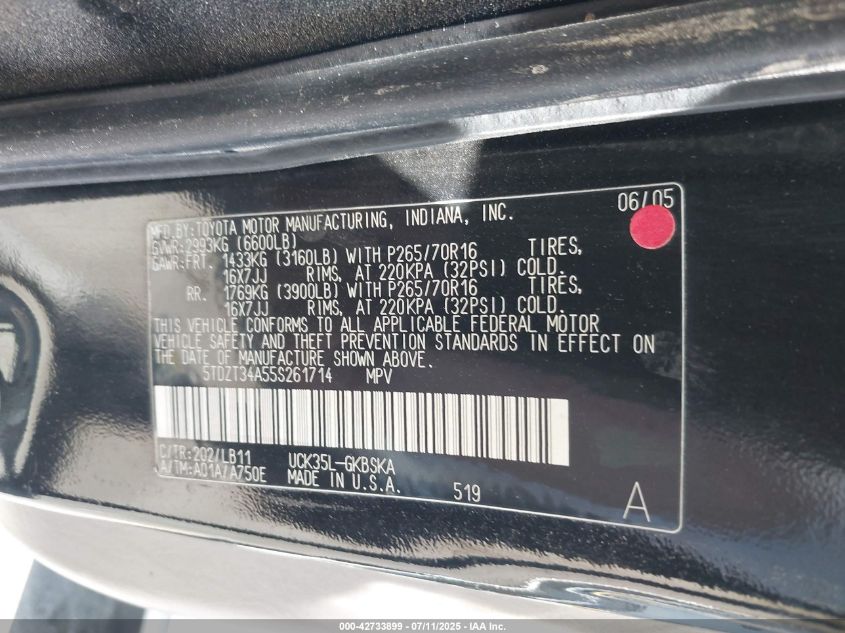 06/05
MFD.BY:TOYOTA MOTOR MANUFACTURING, INDIANA, INC.
GVWR:2993KG (6600LB)
GAWR:FRT. 1433KG (3160LB) WITH P265/70R16 TIRES,
16X7JJ RIMS, AT 220KPA (32PSI) COLD.
RR. 1769KG (3900LB) WITH P265/70R16 TIRES,
16X7JJ RIMS, AT 220KPA (32PSI) COLD.
THIS VEHICLE CONFORMS TO ALL APPLICABLE FEDERAL MOTOR
VEHICLE SAFETY AND THEFT PREVENTION STANDARDS IN EFFECT ON
THE DATE OF MANUFACTURE SHOWN ABOVE.
5TDZT34A55S261714 MPV
C/TR:202/LB11 UCK35L-GKBSKA
A/TM:A01A/A750E MADE IN U.S.A. 519 A
000-42733899 - 07/11/2025 - IAA Inc.